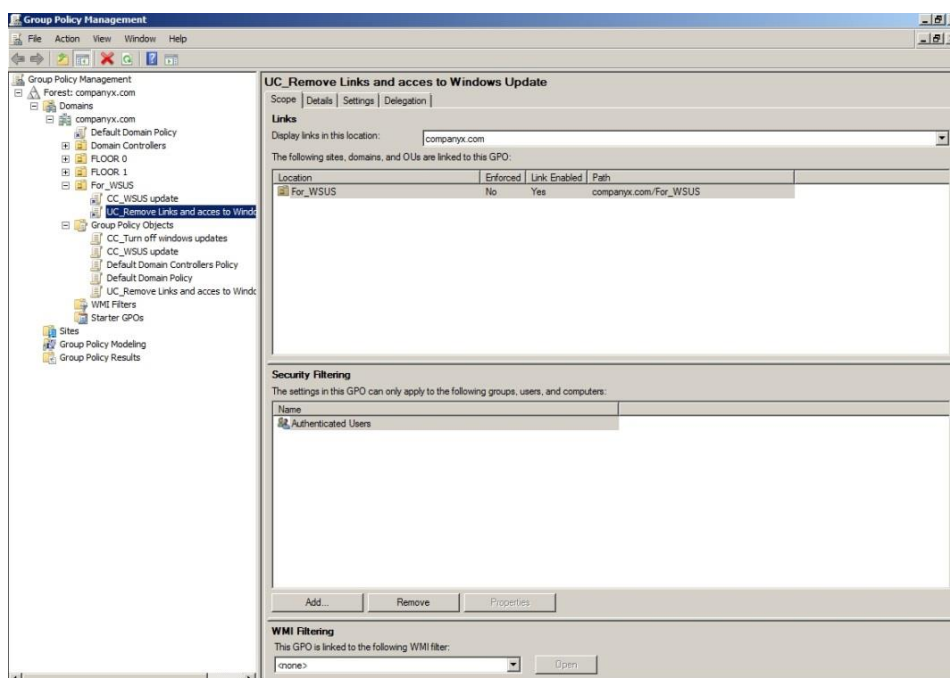 Group Policy Management
File Action View Window Help
Group Policy Management
Forest: companyx.com
Domains
companyx.com
Default Domain Policy
Domain Controllers
FLOOR 0
FLOOR 1
For_WSUS
CC_WSUS update
UC_Remove Links and acces to Windo
Group Policy Objects
CC_Turn off windows updates
CC_WSUS update
Default Domain Controllers Policy
Default Domain Policy
UC_Remove Links and acces to Windo
WMI Filters
Starter GPOs
Sites
Group Policy Modeling
Group Policy Results
UC_Remove Links and acces to Windows Update
Scope Details Settings Delegation
Links
Display links in this location: companyx.com
The following sites, domains, and OUs are linked to this GPO:
Location Enforced Link Enabled Path
For_WSUS No Yes companyx.com/For_WSUS
Security Filtering
The settings in this GPO can only apply to the following groups, users, and computers:
Name
Authenticated Users
Add... Remove Properties
WMI Filtering
This GPO is linked to the following WMI filter:
<none> Open